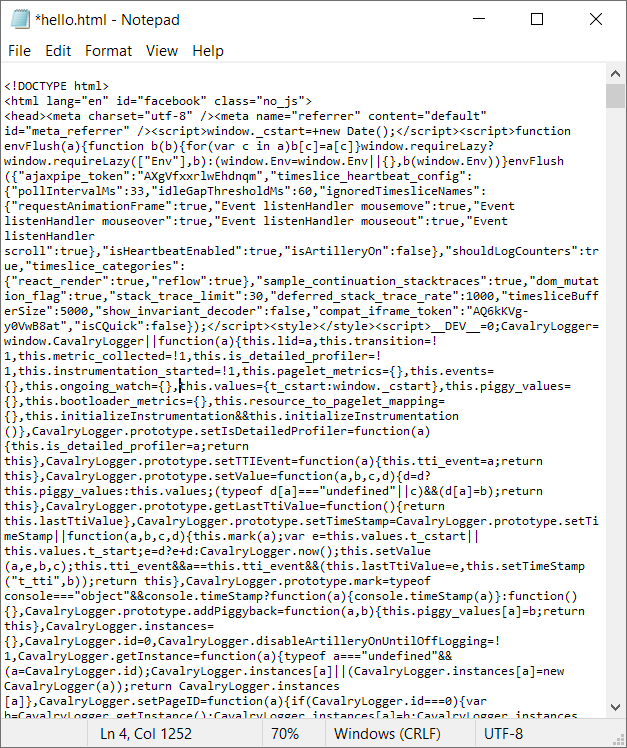 *hello.html - Notepad
File Edit Format View Help
<!DOCTYPE html>
<html lang="en" id="facebook" class="no_js">
<head><meta charset="utf-8" /><meta name="referrer" content="default"
id="meta_referrer" /><script>window._cstart=+new Date();</script><script>function
envFlush(a){function b(b){for(var c in a)b[c]=a[c]}window.requireLazy?
window.requireLazy(["Env"],b):(window.Env=window.Env||{},b(window.Env))}envFlush
({"ajaxpipe_token":"AXgVfxxrlwEhdnqm","timeslice_heartbeat_config":
{"pollIntervalMs":33,"idleGapThresholdMs":60,"ignoredTimesliceNames":
{"requestAnimationFrame":true,"Event listenHandler mousemove":true,"Event
listenHandler mouseover":true,"Event listenHandler mouseout":true,"Event
listenHandler
scroll":true},"isHeartbeatEnabled":true,"isArtilleryOn":false},"shouldLogCounters":tr
ue,"timeslice_categories":
{"react_render":true,"reflow":true},"sample_continuation_stacktraces":true,"dom_mutat
ion_flag":true,"stack_trace_limit":30,"deferred_stack_trace_rate":1000,"timesliceBuff
erSize":5000,"show_invariant_decoder":false,"compat_iframe_token":"AQ6kKVg-
y0VwB8at","isCQuick":false});</script><style></style><script>__DEV__=0;CavalryLogger=
window.CavalryLogger||function(a){this.lid=a,this.transition=!
1,this.metric_collected=!1,this.is_detailed_profiler=!
1,this.instrumentation_started=!1,this.pagelet_metrics={},this.events=
{},this.ongoing_watch={},this.values={t_cstart:window._cstart},this.piggy_values=
{},this.bootloader_metrics={},this.resource_to_pagelet_mapping=
{},this.initializeInstrumentation&&this.initializeInstrumentation
()},CavalryLogger.prototype.setIsDetailedProfiler=function(a)
{this.is_detailed_profiler=a;return
this},CavalryLogger.prototype.setTTIEvent=function(a){this.tti_event=a;return
this},CavalryLogger.prototype.setValue=function(a,b,c,d){d=d?
this.piggy_values:this.values;(typeof d[a]==="undefined"||c)&&(d[a]=b);return
this},CavalryLogger.prototype.getLastTtiValue=function(){return
this.lastTtiValue},CavalryLogger.prototype.setTimeStamp=CavalryLogger.prototype.setTi
meStamp||function(a,b,c,d){this.mark(a);var e=this.values.t_cstart||
this.values.t_start;e=d?e+d:CavalryLogger.now();this.setValue
(a,e,b,c);this.tti_event&&a==this.tti_event&&(this.lastTtiValue=e,this.setTimeStamp
("t_tti",b));return this},CavalryLogger.prototype.mark=typeof
console==="object"&&console.timeStamp?function(a){console.timeStamp(a)}:function()
{},CavalryLogger.prototype.addPiggyback=function(a,b){this.piggy_values[a]=b;return
this},CavalryLogger.instances=
{},CavalryLogger.id=0,CavalryLogger.disableArtilleryOnUntilOffLogging=!
1,CavalryLogger.getInstance=function(a){typeof a==="undefined"&&
(a=CavalryLogger.id);CavalryLogger.instances[a]||(CavalryLogger.instances[a]=new
CavalryLogger(a));return CavalryLogger.instances
[a]},CavalryLogger.setPageID=function(a){if(CavalryLogger.id===0){var
b=CavalryLogger.getInstance();CavalryLogger.instances[a]=b;CavalryLogger.instances
Ln 4, Col 1252 70% Windows (CRLF) UTF-8